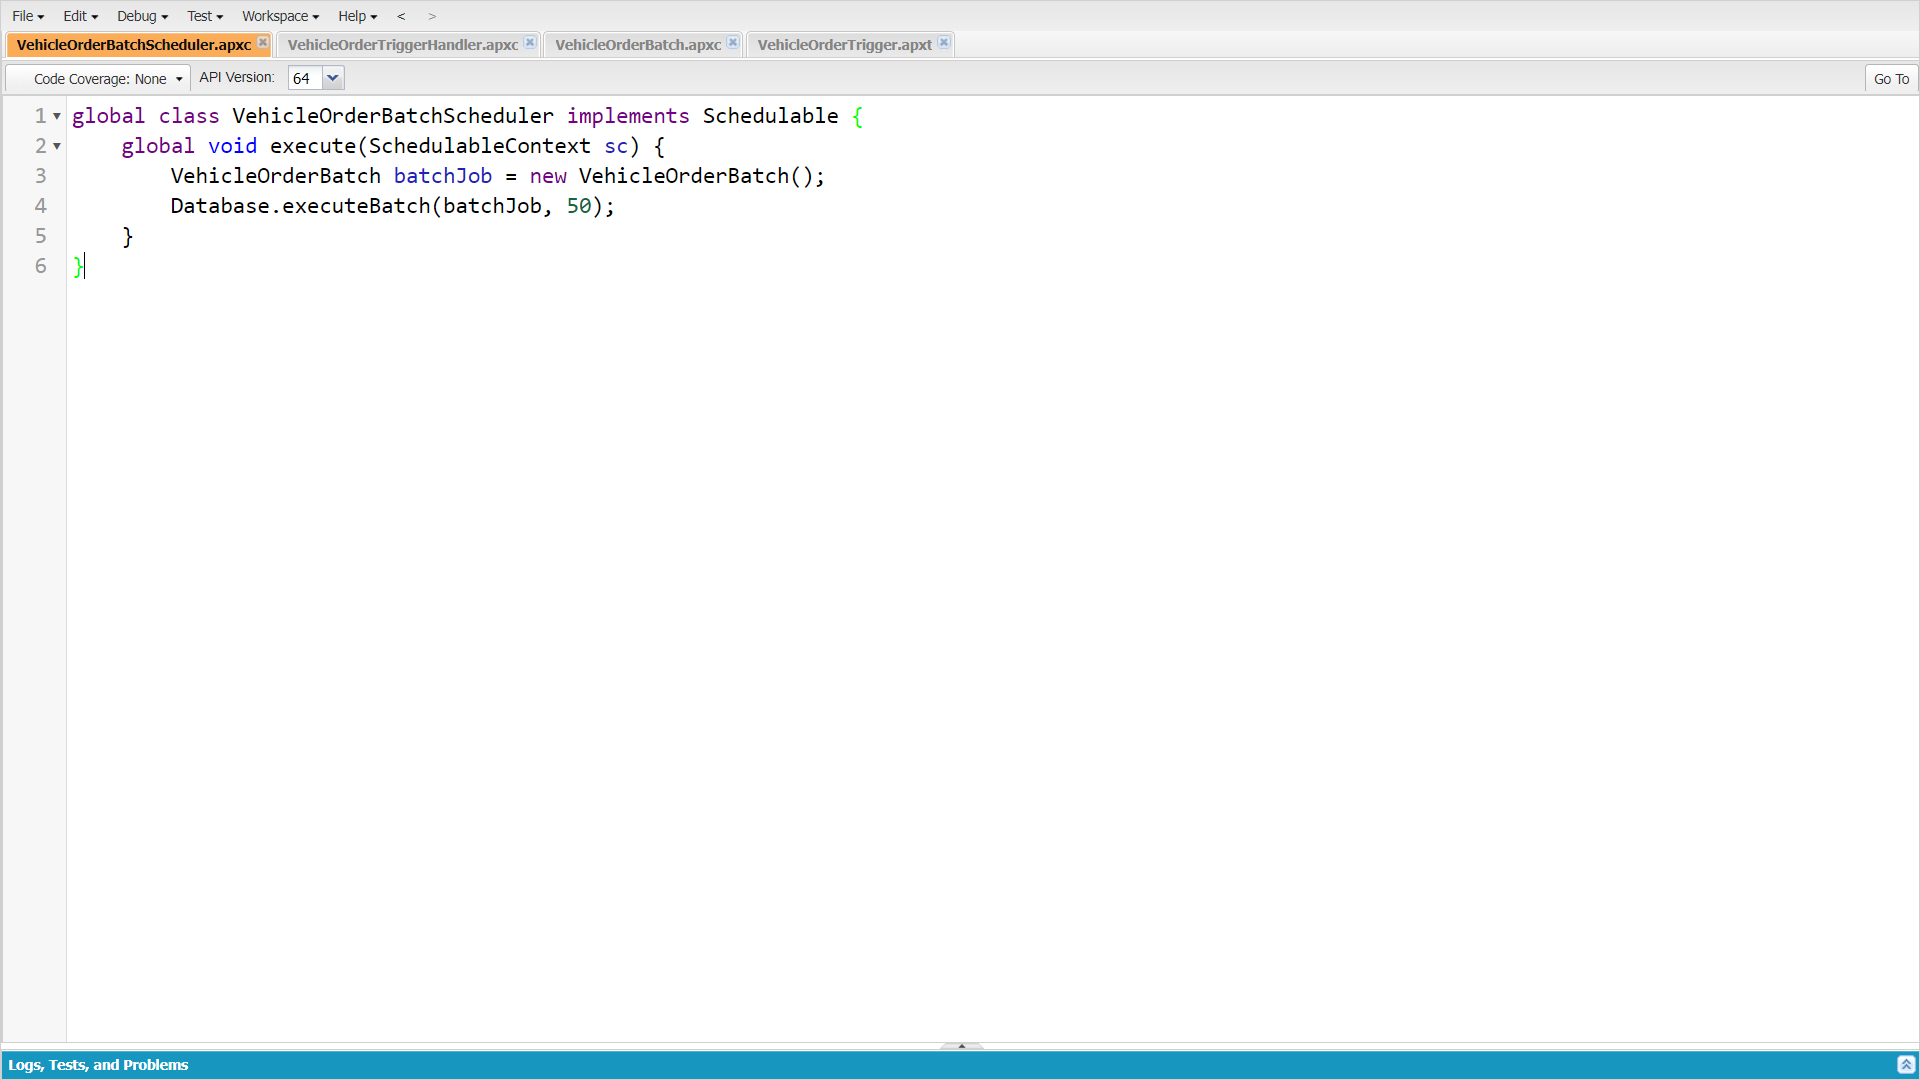 File Edit Debug Test Workspace Help < >
VehicleOrderBatchScheduler.apxc VehicleOrderTriggerHandler.apxc VehicleOrderBatch.apxc VehicleOrderTrigger.apxt
Code Coverage: None API Version: 64 Go To
1 global class VehicleOrderBatchScheduler implements Schedulable {
2 global void execute(SchedulableContext sc) {
3 VehicleOrderBatch batchJob = new VehicleOrderBatch();
4 Database.executeBatch(batchJob, 50);
5 }
6 }
Logs, Tests, and Problems